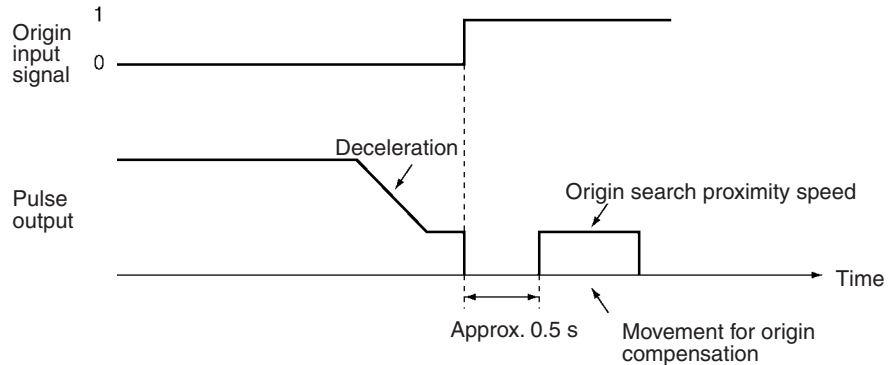 Origin
input
signal
1
0
Deceleration
Pulse
output
Origin search proximity speed
Time
Approx. 0.5 s
Movement for origin
compensation